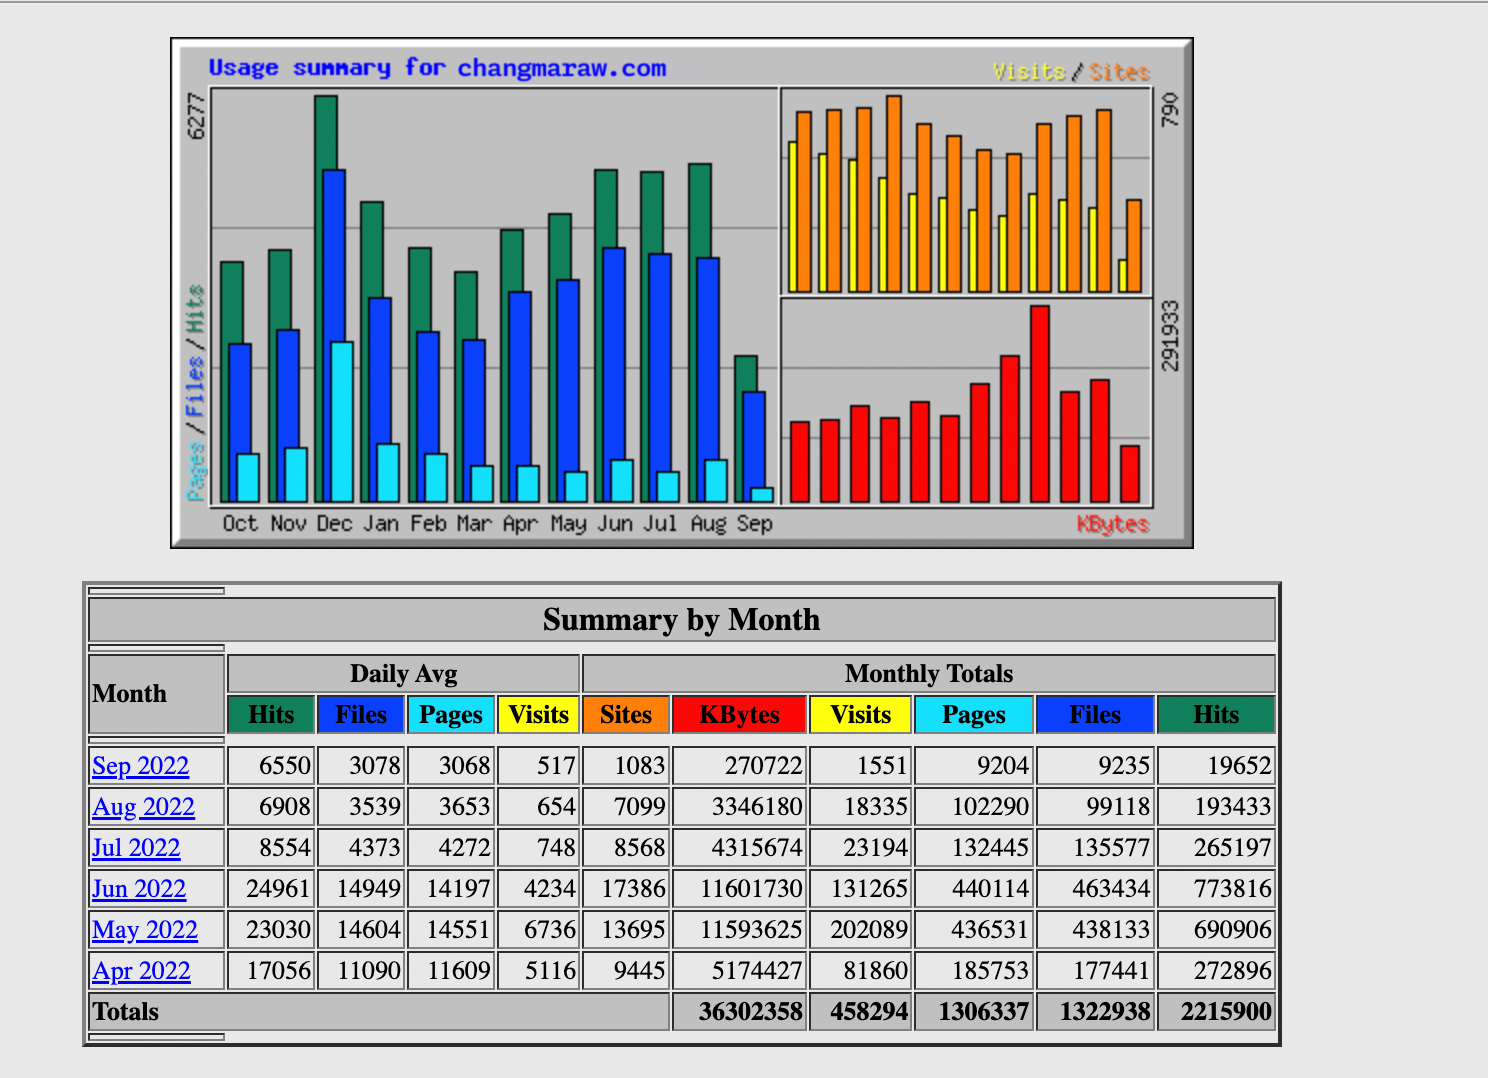 Usage summary for changmaraw.com
Visits / Sites
6277
790
Pages / Files / Hits
291933
Oct Nov Dec Jan Feb Mar Apr May Jun Jul Aug Sep
KBytes
Summary by Month
Month Daily Avg Monthly Totals
Hits Files Pages Visits Sites KBytes Visits Pages Files Hits
Sep 2022 6550 3078 3068 517 1083 270722 1551 9204 9235 19652
Aug 2022 6908 3539 3653 654 7099 3346180 18335 102290 99118 193433
Jul 2022 8554 4373 4272 748 8568 4315674 23194 132445 135577 265197
Jun 2022 24961 14949 14197 4234 17386 11601730 131265 440114 463434 773816
May 2022 23030 14604 14551 6736 13695 11593625 202089 436531 438133 690906
Apr 2022 17056 11090 11609 5116 9445 5174427 81860 185753 177441 272896
Totals 36302358 458294 1306337 1322938 2215900